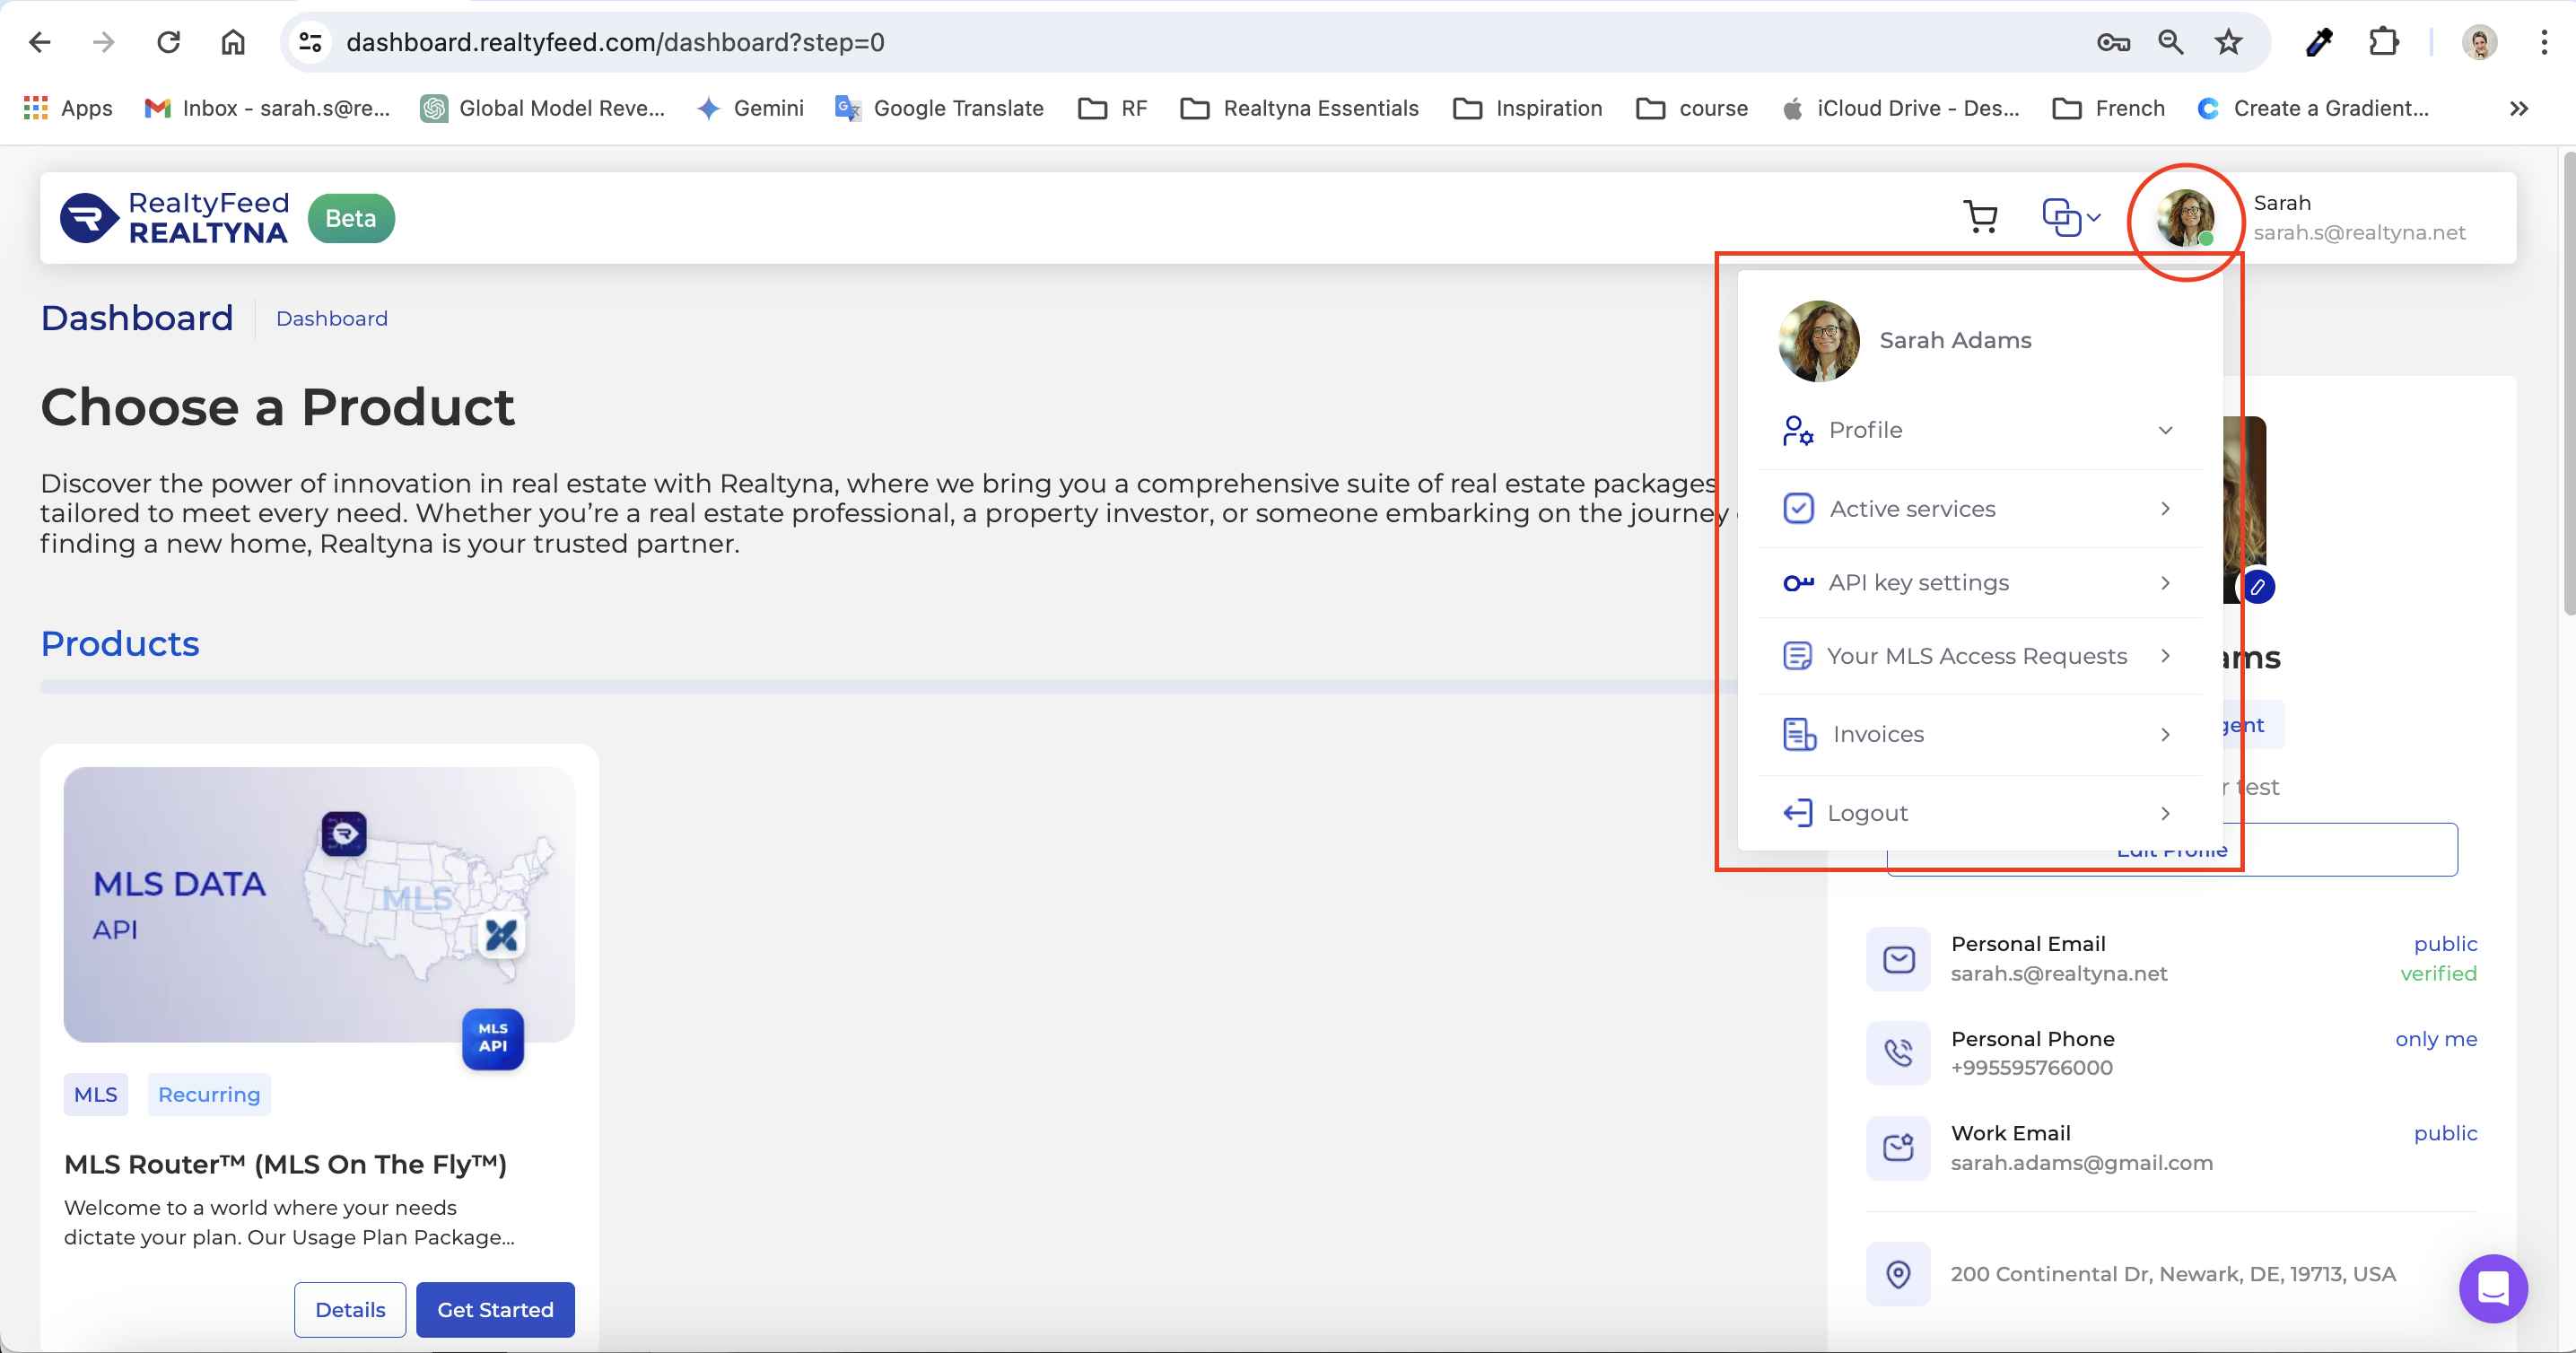 dashboard.realtyfeed.com/dashboard?step=0
Apps
Inbox - sarah.s@re...
Global Model Reve...
Gemini
Google Translate
RF
Realtyna Essentials
Inspiration
course
iCloud Drive - Des...
French
Create a Gradient...
RealtyFeed
REALTYNA
Beta
Sarah
sarah.s@realtyna.net
Dashboard
Dashboard
Choose a Product
Discover the power of innovation in real estate with Realtyna, where we bring you a comprehensive suite of real estate packages
tailored to meet every need. Whether you're a real estate professional, a property investor, or someone embarking on the journey
finding a new home, Realtyna is your trusted partner.
Products
MLS DATA
API
MLS
MLS
API
MLS
Recurring
MLS Router™ (MLS On The Fly™)
Welcome to a world where your needs
dictate your plan. Our Usage Plan Package...
Details
Get Started
Sarah Adams
Profile
Active services
API key settings
Your MLS Access Requests
Invoices
Logout
test
Edit Profile
Personal Email
public
sarah.s@realtyna.net
verified
Personal Phone
only me
+995595766000
Work Email
public
sarah.adams@gmail.com
200 Continental Dr, Newark, DE, 19713, USA